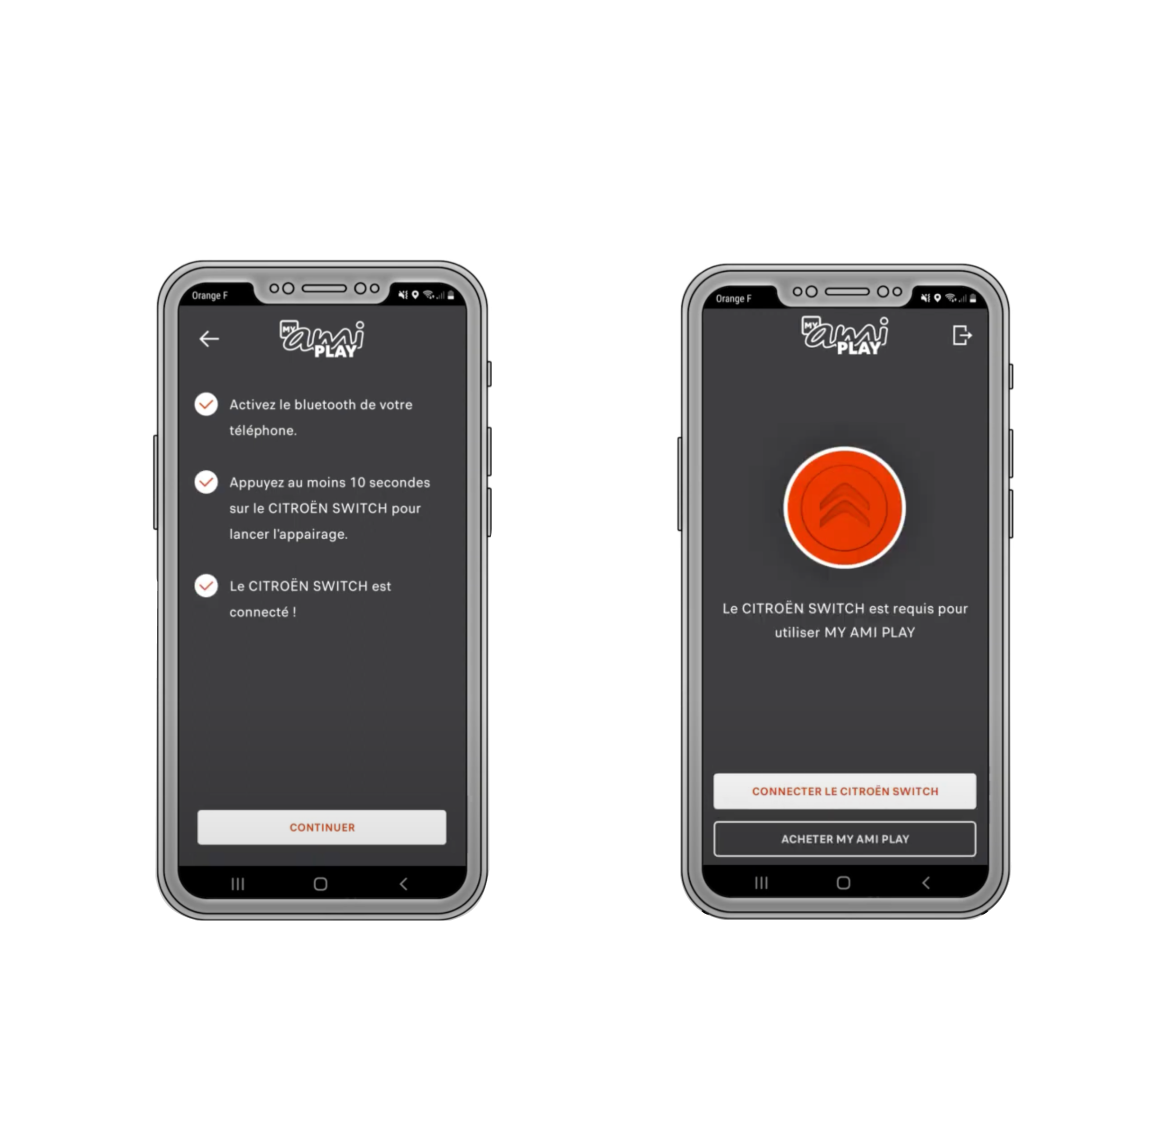 Orange F
MY
ami
PLAY
Activez le bluetooth de votre
téléphone.
Appuyez au moins 10 secondes
sur le CITROËN SWITCH pour
lancer l'appairage.
Le CITROËN SWITCH est
connecté !
CONTINUER
Orange F
MY
ami
PLAY
Le CITROËN SWITCH est requis pour
utiliser MY AMI PLAY
CONNECTER LE CITROËN SWITCH
ACHETER MY AMI PLAY